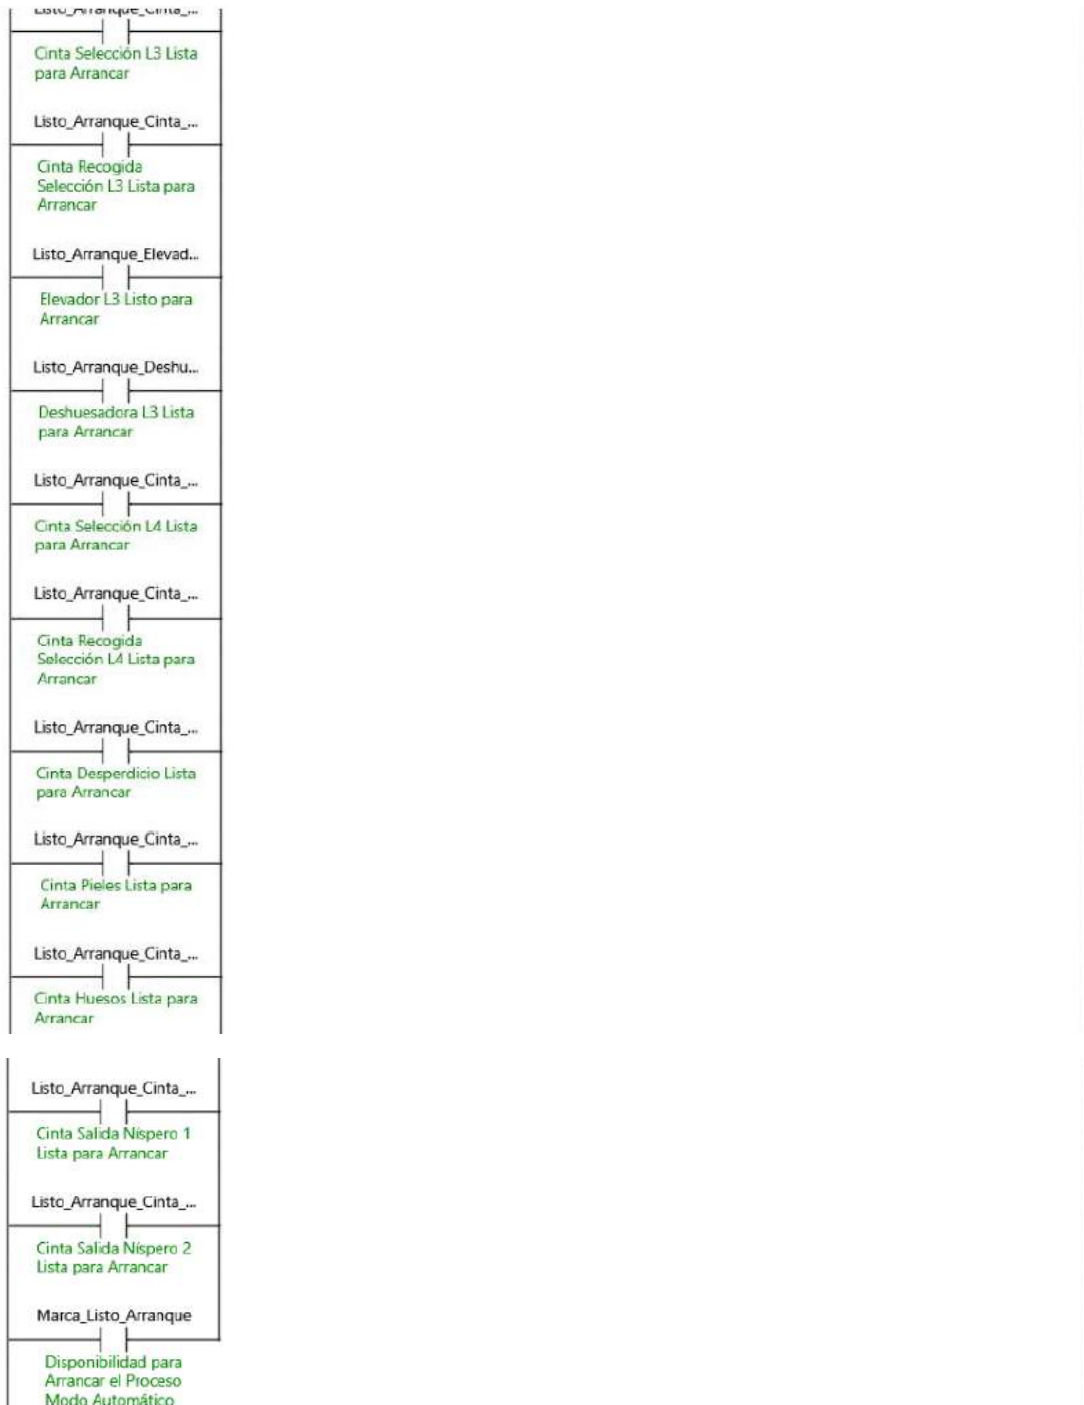 Listo_Arranque_Cinta_...
Cinta Selección L3 Lista
para Arrancar
Listo_Arranque_Cinta_...
Cinta Recogida
Selección L3 Lista para
Arrancar
Listo_Arranque_Elevad...
Elevador L3 Listo para
Arrancar
Listo_Arranque_Deshu...
Deshuesadora L3 Lista
para Arrancar
Listo_Arranque_Cinta_...
Cinta Selección L4 Lista
para Arrancar
Listo_Arranque_Cinta_...
Cinta Recogida
Selección L4 Lista para
Arrancar
Listo_Arranque_Cinta_...
Cinta Desperdicio Lista
para Arrancar
Listo_Arranque_Cinta_...
Cinta Pieles Lista para
Arrancar
Listo_Arranque_Cinta_...
Cinta Huesos Lista para
Arrancar
Listo_Arranque_Cinta_...
Cinta Salida Níspero 1
Lista para Arrancar
Listo_Arranque_Cinta_...
Cinta Salida Níspero 2
Lista para Arrancar
Marca_Listo_Arranque
Disponibilidad para
Arrancar el Proceso
Modo Automático